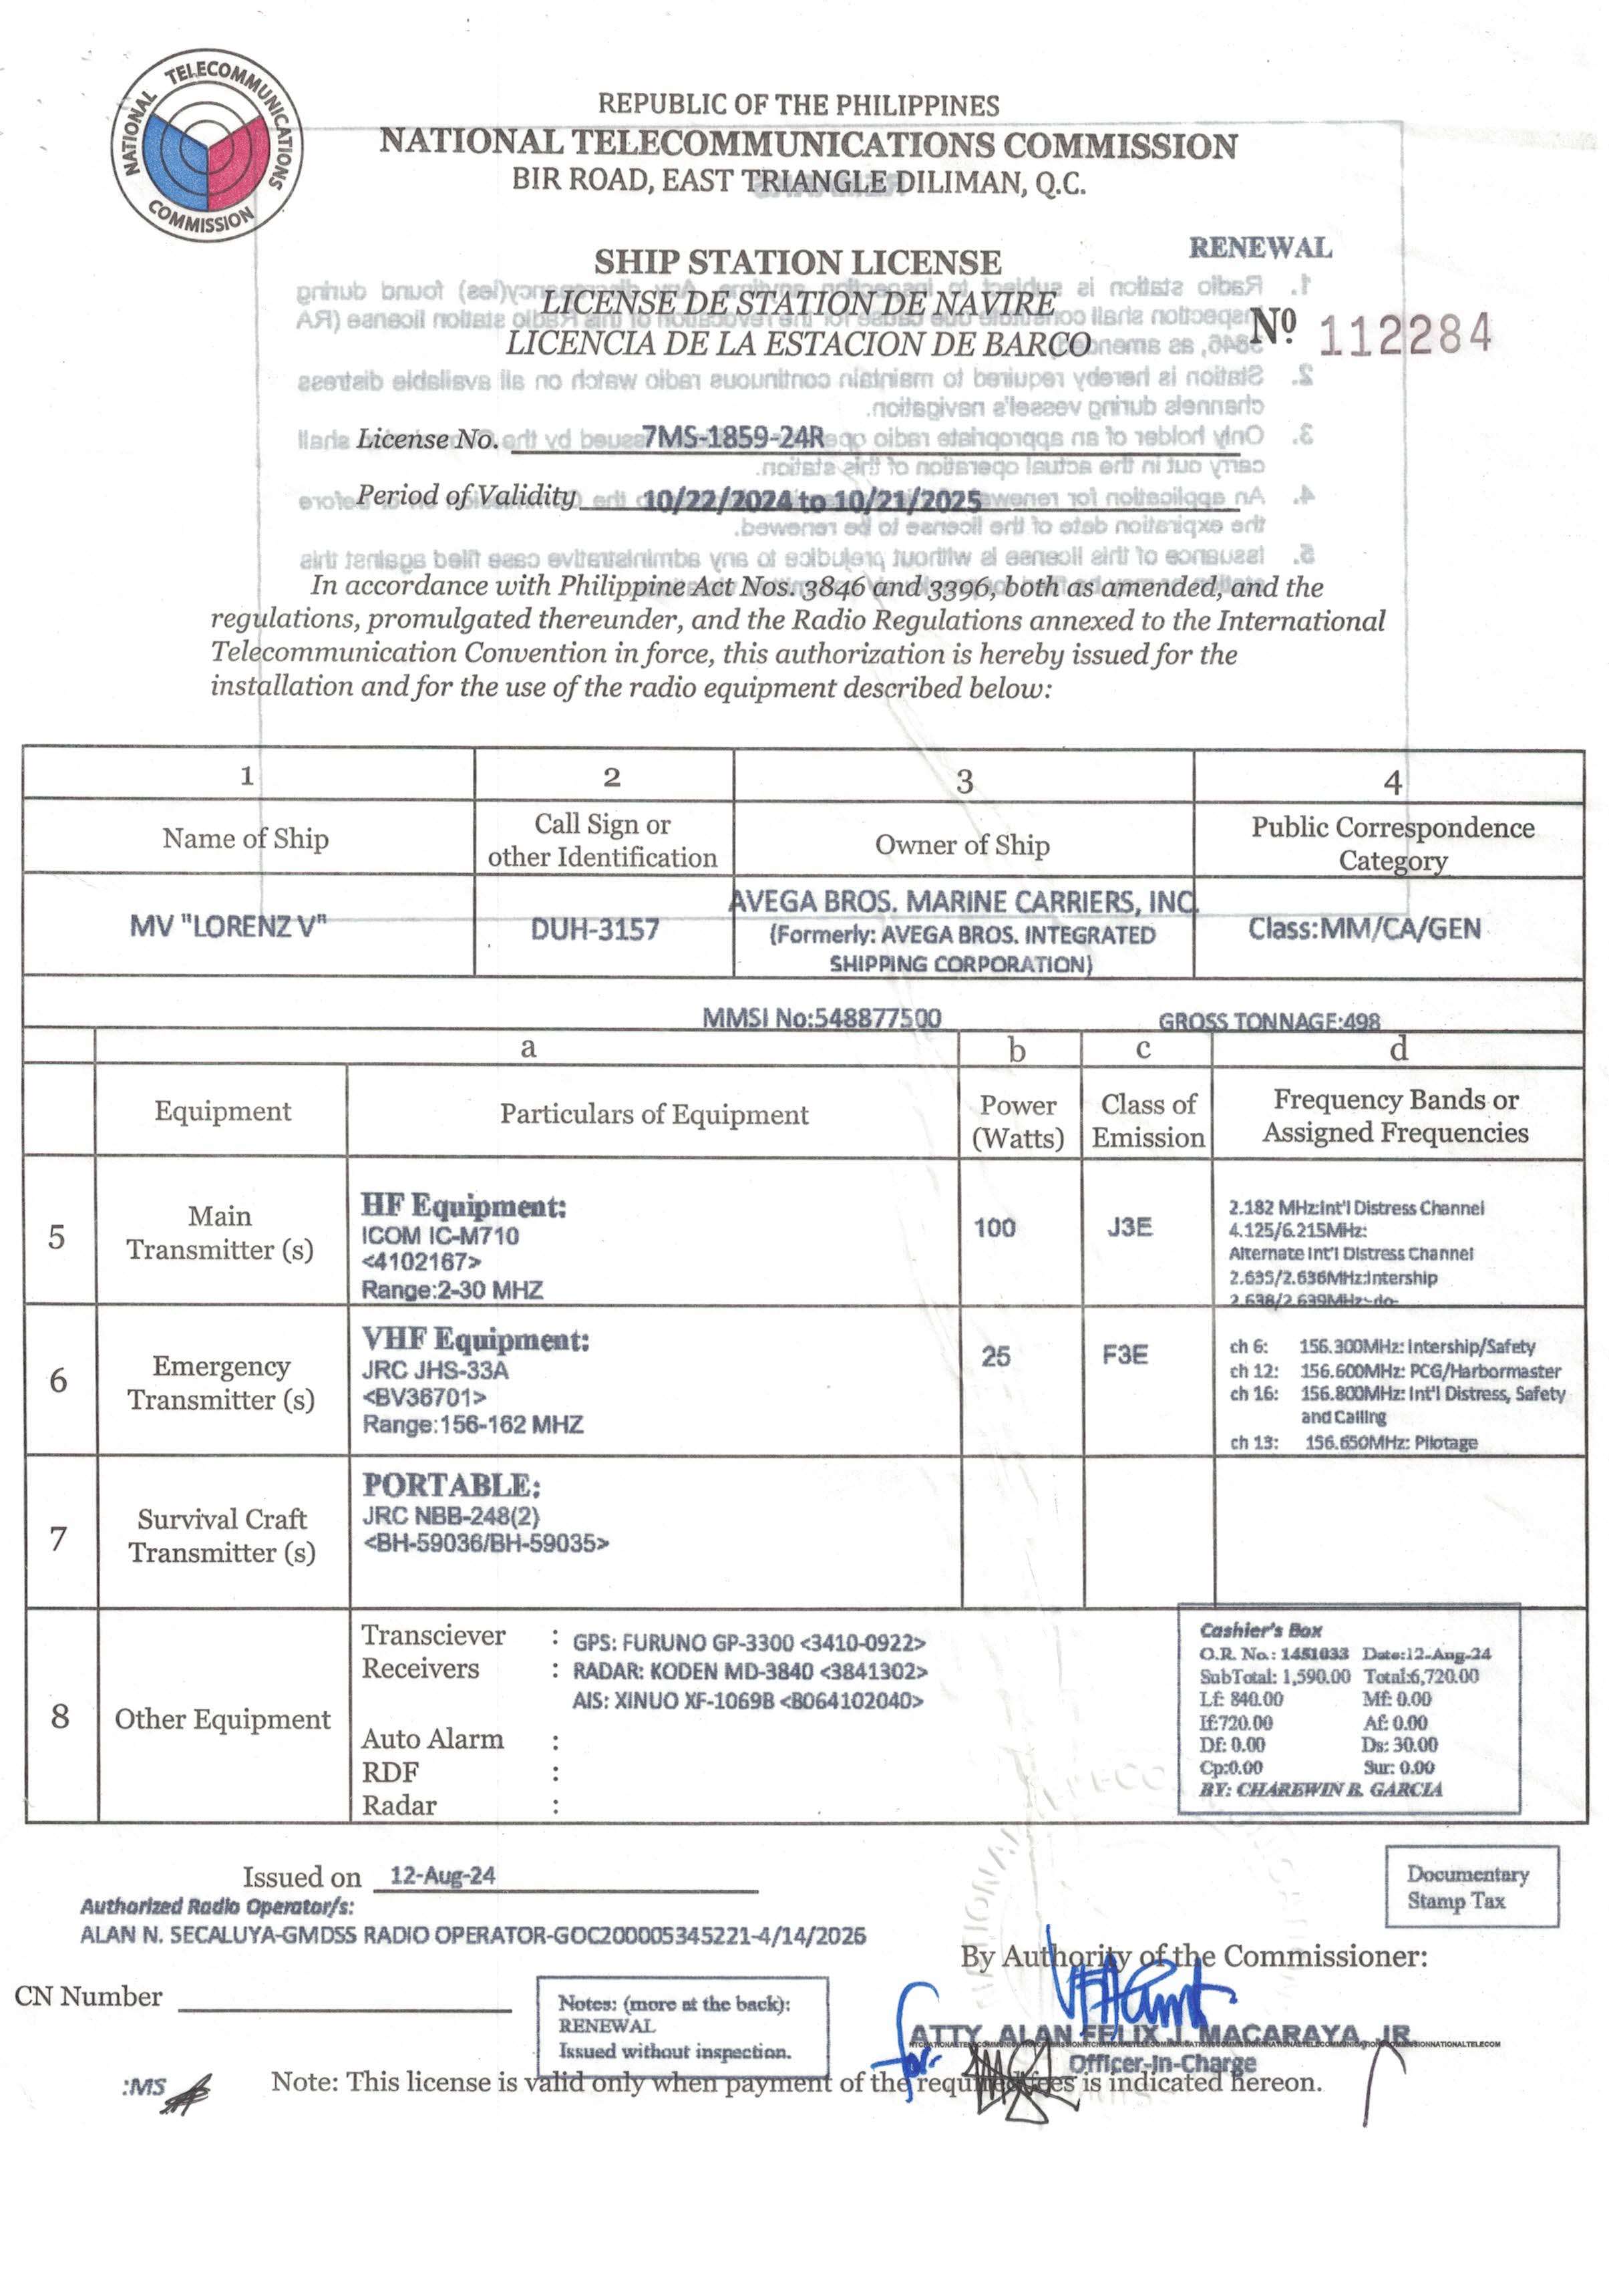 NATIONAL TELECOMMUNICATIONS COMMISSION
REPUBLIC OF THE PHILIPPINES
NATIONAL TELECOMMUNICATIONS COMMISSION
BIR ROAD, EAST TRIANGLE DILIMAN, Q.C.
RENEWAL
SHIP STATION LICENSE
LICENSE DE STATION DE NAVIRE
LICENCIA DE LA ESTACION DE BARCO
Nº 112284
License No. 7MS-1859-24R
Period of Validity 10/22/2024 to 10/21/2025
In accordance with Philippine Act Nos. 3846 and 3396, both as amended, and the
regulations, promulgated thereunder, and the Radio Regulations annexed to the International
Telecommunication Convention in force, this authorization is hereby issued for the
installation and for the use of the radio equipment described below:
1 2 3 4
Name of Ship
Call Sign or
other Identification
Owner of Ship
Public Correspondence
Category
MV "LORENZ V"
DUH-3157
AVEGA BROS. MARINE CARRIERS, INC.
(Formerly: AVEGA BROS. INTEGRATED
SHIPPING CORPORATION)
Class:MM/CA/GEN
MMSI No:548877500 GROSS TONNAGE:498
a b c d
Equipment
Particulars of Equipment
Power
(Watts)
Class of
Emission
Frequency Bands or
Assigned Frequencies
5
Main
Transmitter (s)
HF Equipment:
ICOM IC-M710
<4102167>
Range:2-30 MHZ
100
J3E
2.182 MHz:Int'l Distress Channel
4.125/6.215MHz:
Alternate Int'l Distress Channel
2.635/2.636MHz:Intership
2.638/2.639MHz:-do-
6
Emergency
Transmitter (s)
VHF Equipment:
JRC JHS-33A
<BV36701>
Range:156-162 MHZ
25
F3E
ch 6: 156.300MHz: Intership/Safety
ch 12: 156.600MHz: PCG/Harbormaster
ch 16: 156.800MHz: Int'l Distress, Safety
and Calling
ch 13: 156.650MHz: Pilotage
7
Survival Craft
Transmitter (s)
PORTABLE:
JRC NBB-248(2)
<BH-59036/BH-59035>
8
Other Equipment
Transciever : GPS: FURUNO GP-3300 <3410-0922>
Receivers : RADAR: KODEN MD-3840 <3841302>
AIS: XINUO XF-1069B <B064102040>
Auto Alarm :
RDF :
Radar :
Cashier's Box
O.R. No.: 1451033 Date:12-Aug-24
SubTotal: 1,590.00 Total:6,720.00
Lf: 840.00 Mf: 0.00
If:720.00 Af: 0.00
Df: 0.00 Ds: 30.00
Cp:0.00 Sur: 0.00
BY: CHAREWIN B. GARCIA
Issued on 12-Aug-24
Documentary
Stamp Tax
Authorized Radio Operator/s:
ALAN N. SECALUYA-GMDSS RADIO OPERATOR-GOC200005345221-4/14/2026
By Authority of the Commissioner:
CN Number
Notes: (more at the back):
RENEWAL
Issued without inspection.
for:
ATTY. ALAN FELIX I. MACARAYA, JR.
Officer-In-Charge
:MS
Note: This license is valid only when payment of the required fees is indicated hereon.